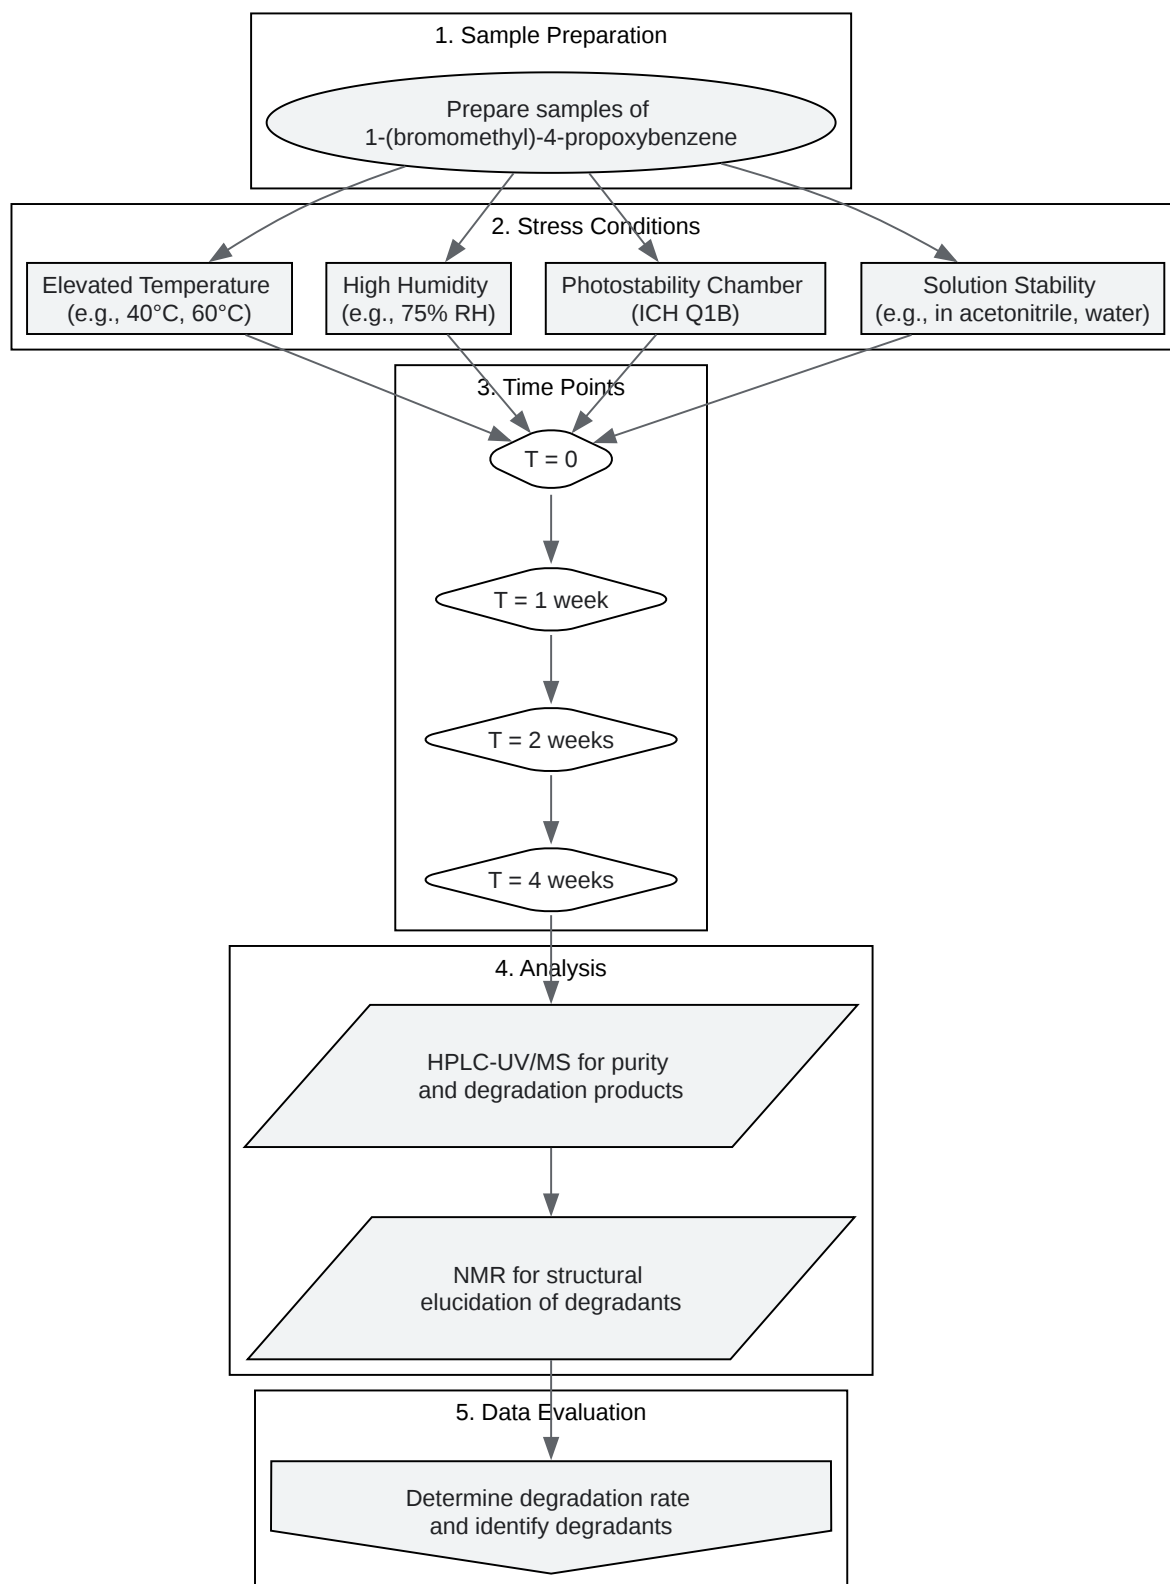 1. Sample Preparation
Prepare samples of
1-(bromomethyl)-4-propoxybenzene
2. Stress Conditions
Elevated Temperature
(e.g., 40°C, 60°C)
High Humidity
(e.g., 75% RH)
Photostability Chamber
(ICH Q1B)
Solution Stability
(e.g., in acetonitrile, water)
3. Time Points
T = 0
T = 1 week
T = 2 weeks
T = 4 weeks
4. Analysis
HPLC-UV/MS for purity
and degradation products
NMR for structural
elucidation of degradants
5. Data Evaluation
Determine degradation rate
and identify degradants